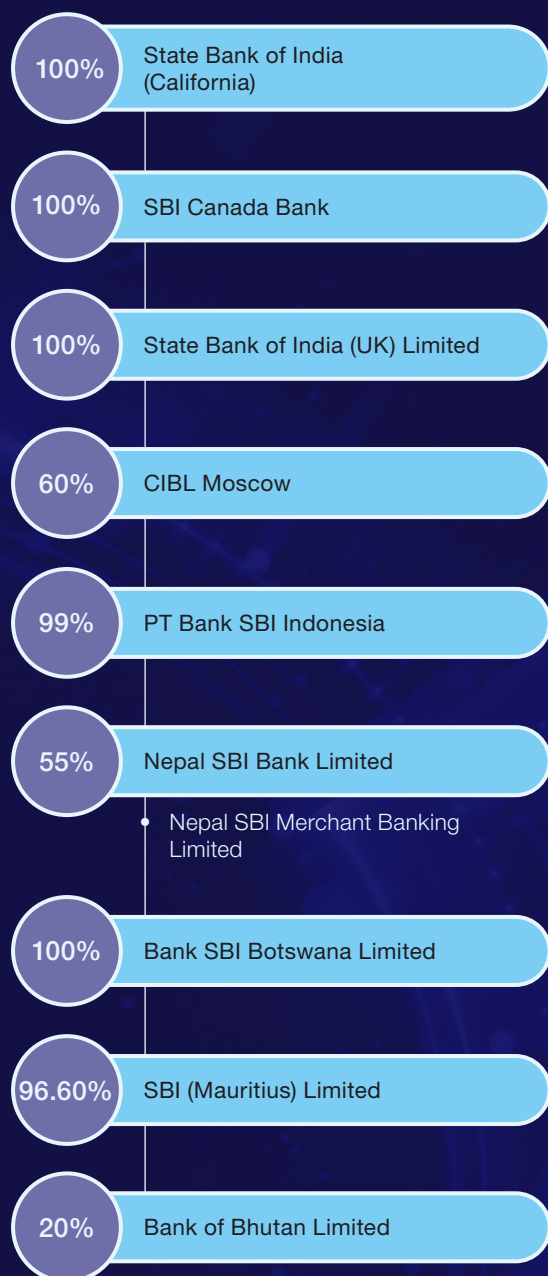 100%
State Bank of India
(California)
100%
SBI Canada Bank
100%
State Bank of India (UK) Limited
60%
CIBL Moscow
99%
PT Bank SBI Indonesia
55%
Nepal SBI Bank Limited
• Nepal SBI Merchant Banking
Limited
100%
Bank SBI Botswana Limited
96.60%
SBI (Mauritius) Limited
20%
Bank of Bhutan Limited